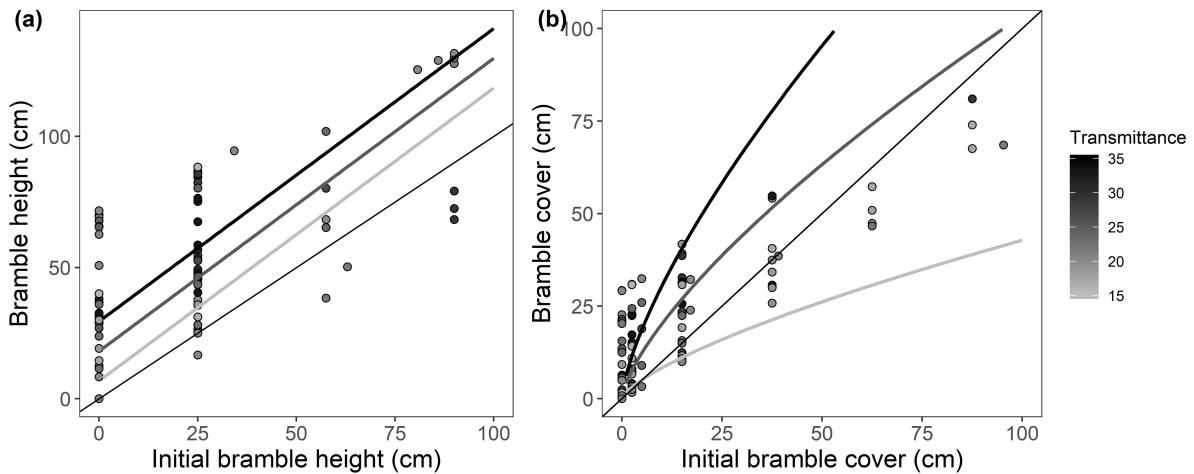 (a)
Bramble height (cm)
100
50
0
0 25 50 75 100
Initial bramble height (cm)
(b)
Bramble cover (cm)
100
75
50
25
0
0 25 50 75 100
Initial bramble cover (cm)
Transmittance
35
30
25
20
15